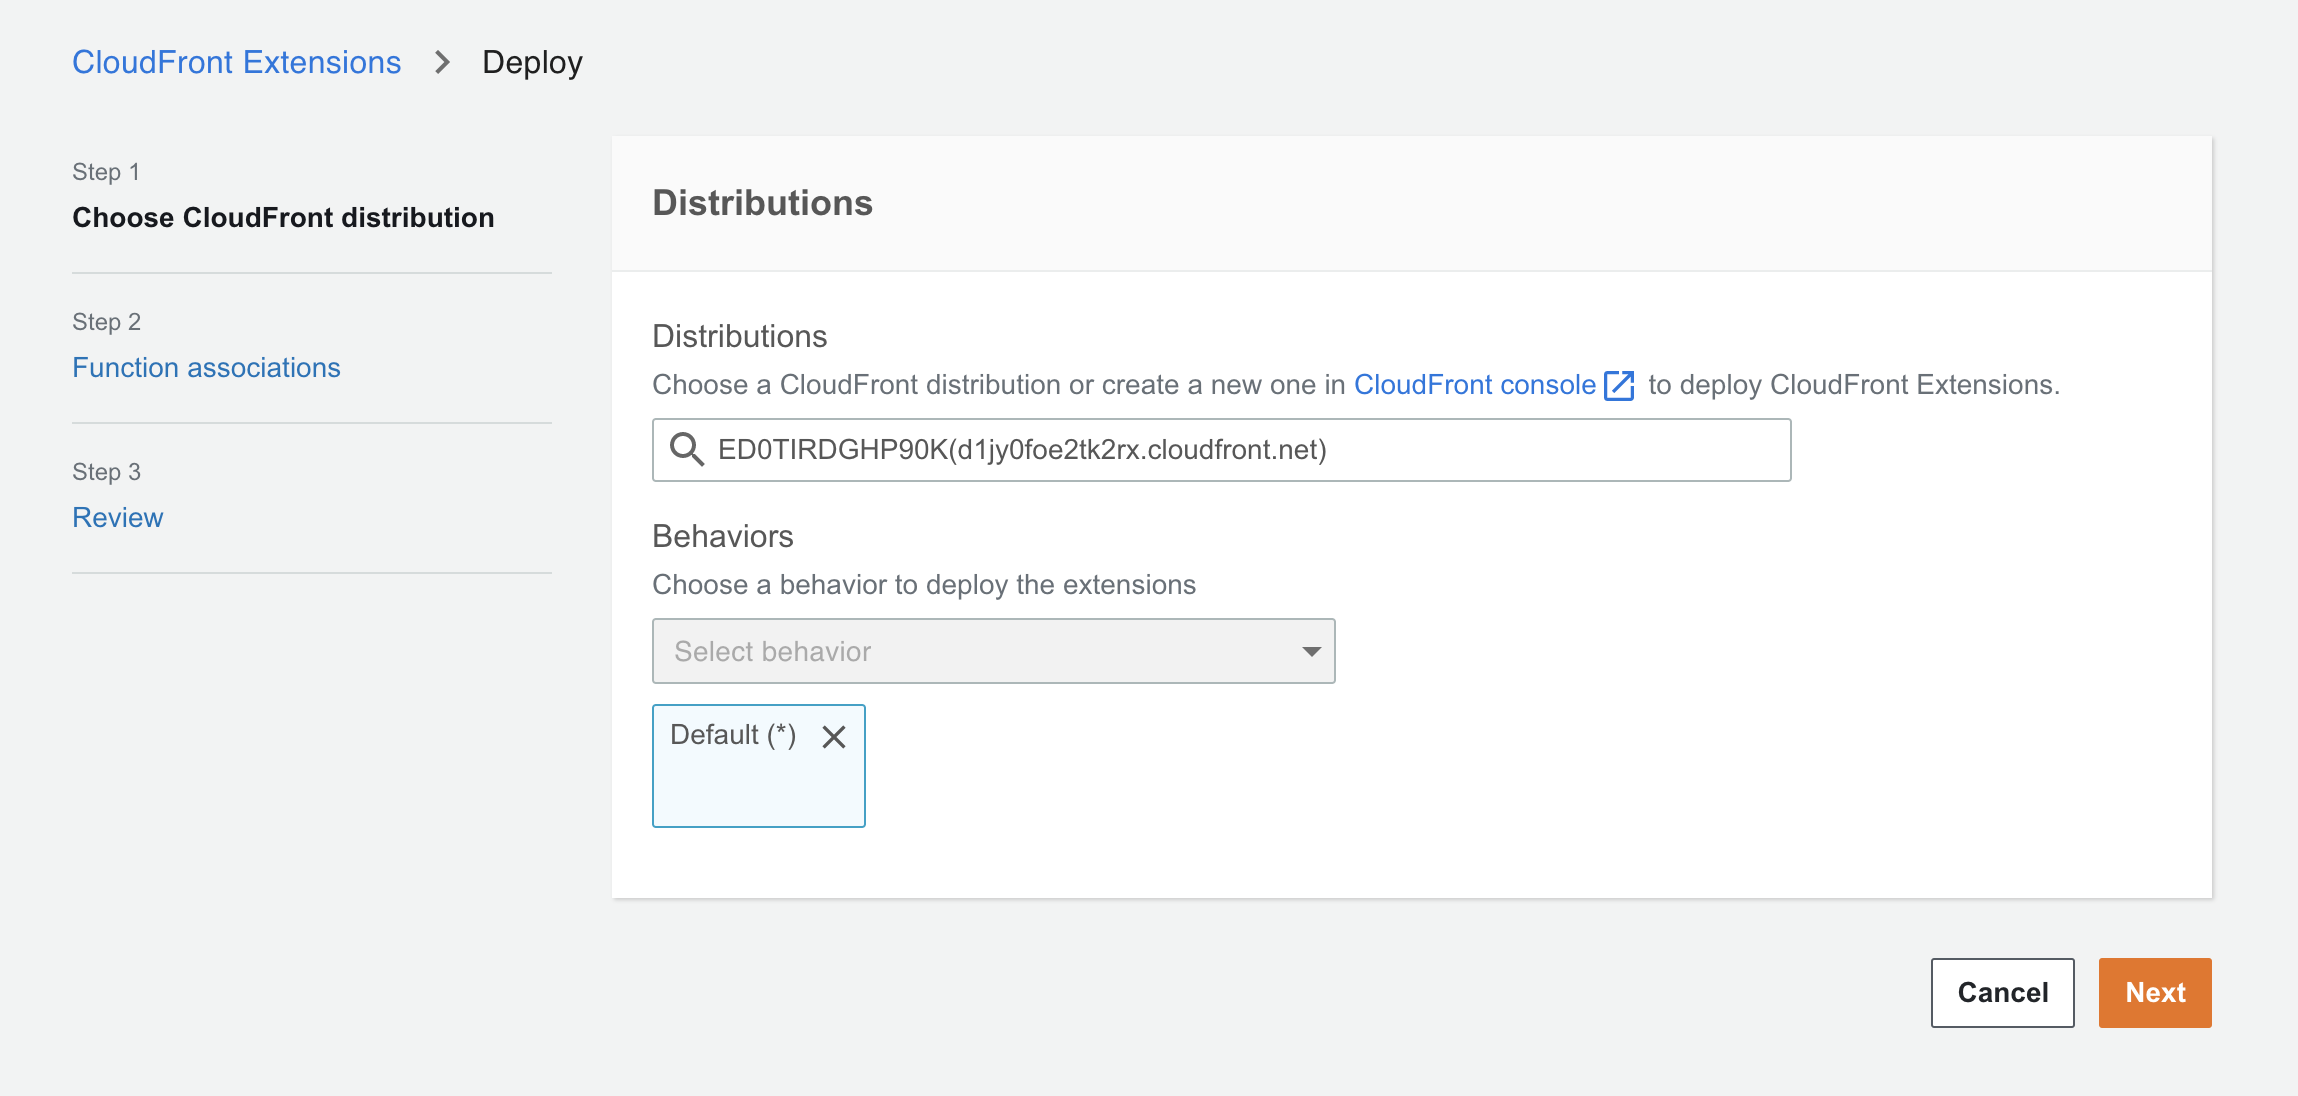 CloudFront Extensions > Deploy
Step 1
Choose CloudFront distribution
Step 2
Function associations
Step 3
Review
Distributions
Distributions
Choose a CloudFront distribution or create a new one in CloudFront console to deploy CloudFront Extensions.
ED0TIRDGHP90K(d1jy0foe2tk2rx.cloudfront.net)
Behaviors
Choose a behavior to deploy the extensions
Select behavior
Default (*)
Cancel
Next